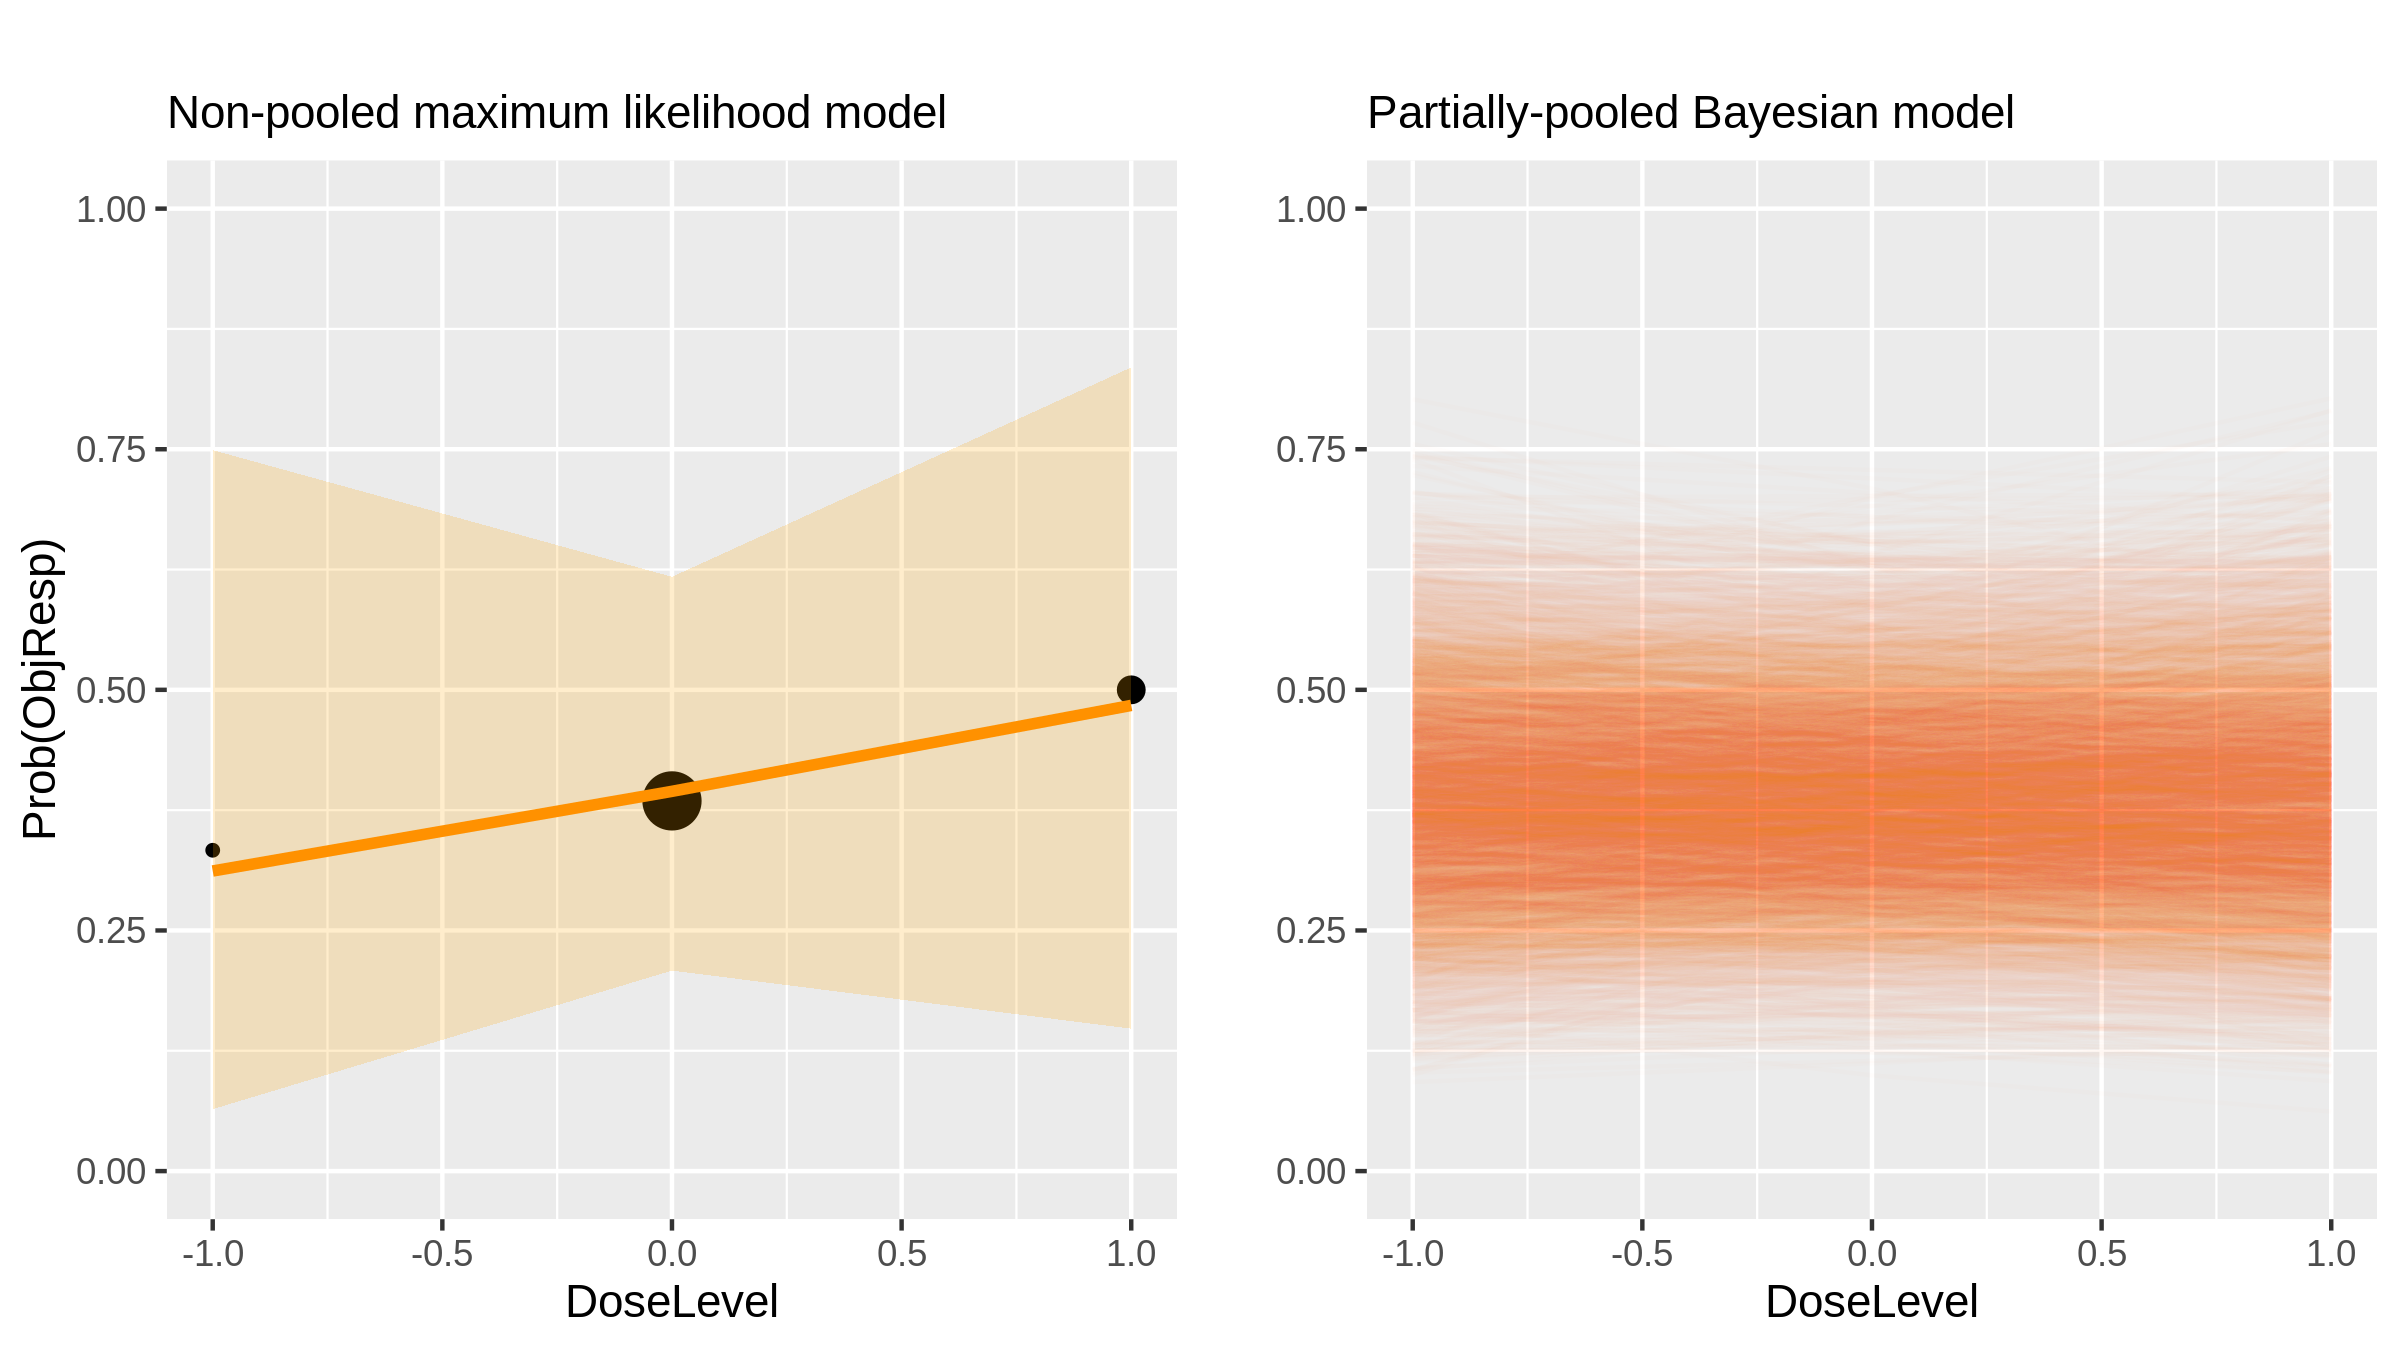 Non-pooled maximum likelihood model
Prob(ObjResp)
1.00
0.75
0.50
0.25
0.00
-1.0 -0.5 0.0 0.5 1.0
DoseLevel
Partially-pooled Bayesian model
1.00
0.75
0.50
0.25
0.00
-1.0 -0.5 0.0 0.5 1.0
DoseLevel